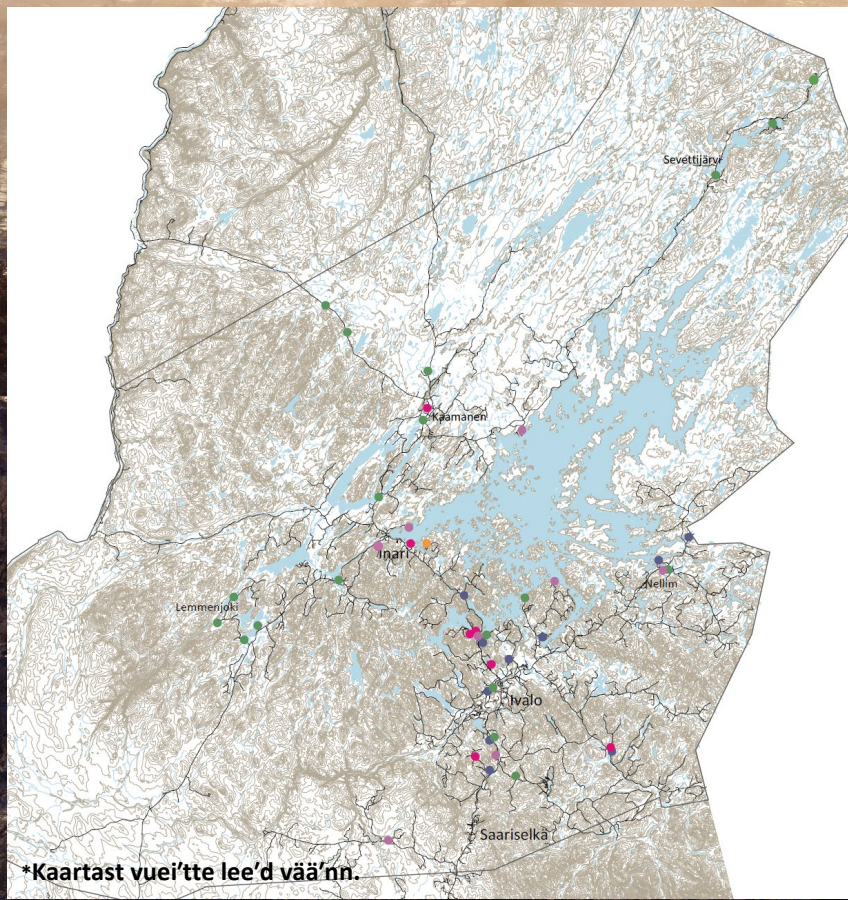 Sevettijärvi
Kaamanen
Inari
Nellim
Lemmenjoki
Ivalo
Saariselkä
*Kaartast vuei'tte lee'd vää'nn.